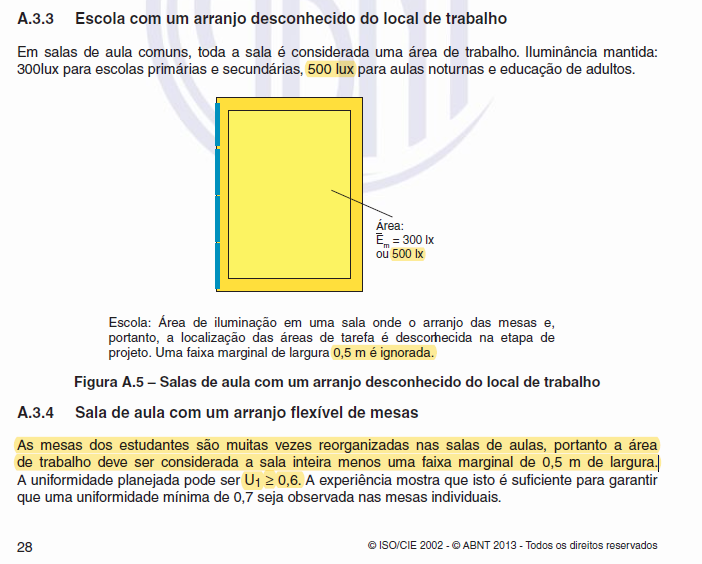 A.3.3 Escola com um arranjo desconhecido do local de trabalho
Em salas de aula comuns, toda a sala é considerada uma área de trabalho. Iluminância mantida:
300lux para escolas primárias e secundárias, 500 lux para aulas noturnas e educação de adultos.
Área:
Em = 300 lx
ou 500 lx
Escola: Área de iluminação em uma sala onde o arranjo das mesas e,
portanto, a localização das áreas de tarefa é desconhecida na etapa de
projeto. Uma faixa marginal de largura 0,5 m é ignorada.
Figura A.5 – Salas de aula com um arranjo desconhecido do local de trabalho
A.3.4 Sala de aula com um arranjo flexível de mesas
As mesas dos estudantes são muitas vezes reorganizadas nas salas de aulas, portanto a área
de trabalho deve ser considerada a sala inteira menos uma faixa marginal de 0,5 m de largura.
A uniformidade planejada pode ser U1 ≥ 0,6. A experiência mostra que isto é suficiente para garantir
que uma uniformidade mínima de 0,7 seja observada nas mesas individuais.
28 © ISO/CIE 2002 - © ABNT 2013 - Todos os direitos reservados